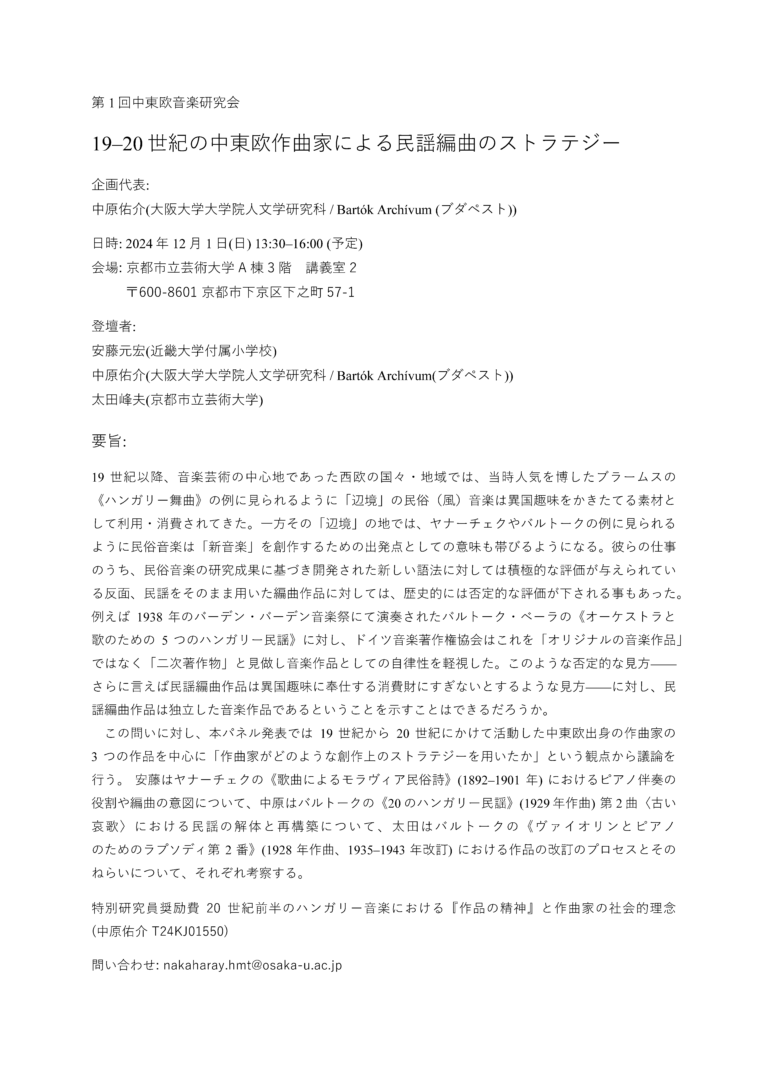 第 1 回中東欧音楽研究会
19–20 世紀の中東欧作曲家による民謡編曲のストラテジー
企画代表:
中原佑介(大阪大学大学院人文学研究科 / Bartók Archívum (ブダペスト))
日時: 2024 年 12 月 1 日(日) 13:30–16:00 (予定)
会場: 京都市立芸術大学 A 棟 3 階　講義室 2
〒600-8601 京都市下京区下之町 57-1
登壇者:
安藤元宏(近畿大学付属小学校)
中原佑介(大阪大学大学院人文学研究科 / Bartók Archívum(ブダペスト))
太田峰夫(京都市立芸術大学)
要旨:
19 世紀以降、音楽芸術の中心地であった西欧の国々・地域では、当時人気を博したブラームスの
《ハンガリー舞曲》の例に見られるように「辺境」の民俗（風）音楽は異国趣味をかきたてる素材と
して利用・消費されてきた。一方その「辺境」の地では、ヤナーチェクやバルトークの例に見られる
ように民俗音楽は「新音楽」を創作するための出発点としての意味も帯びるようになる。彼らの仕事
のうち、民俗音楽の研究成果に基づき開発された新しい語法に対しては積極的な評価が与えられてい
る反面、民謡をそのまま用いた編曲作品に対しては、歴史的には否定的な評価が下される事もあった。
例えば 1938 年のバーデン・バーデン音楽祭にて演奏されたバルトーク・ベーラの《オーケストラと
歌のための 5 つのハンガリー民謡》に対し、ドイツ音楽著作権協会はこれを「オリジナルの音楽作品」
ではなく「二次著作物」と見做し音楽作品としての自律性を軽視した。このような否定的な見方――
さらに言えば民謡編曲作品は異国趣味に奉仕する消費財にすぎないとするような見方――に対し、民
謡編曲作品は独立した音楽作品であるということを示すことはできるだろうか。
この問いに対し、本パネル発表では 19 世紀から 20 世紀にかけて活動した中東欧出身の作曲家の
3 つの作品を中心に「作曲家がどのような創作上のストラテジーを用いたか」という観点から議論を
行う。 安藤はヤナーチェクの《歌曲によるモラヴィア民俗詩》(1892–1901 年) におけるピアノ伴奏の
役割や編曲の意図について、中原はバルトークの《20 のハンガリー民謡》(1929 年作曲) 第 2 曲〈古い
哀歌〉における民謡の解体と再構築について、太田はバルトークの《ヴァイオリンとピアノ
のためのラプソディ第 2 番》(1928 年作曲、1935–1943 年改訂) における作品の改訂のプロセスとその
ねらいについて、それぞれ考察する。
特別研究員奨励費 20 世紀前半のハンガリー音楽における『作品の精神』と作曲家の社会的理念
(中原佑介 T24KJ01550)
問い合わせ: nakaharay.hmt@osaka-u.ac.jp